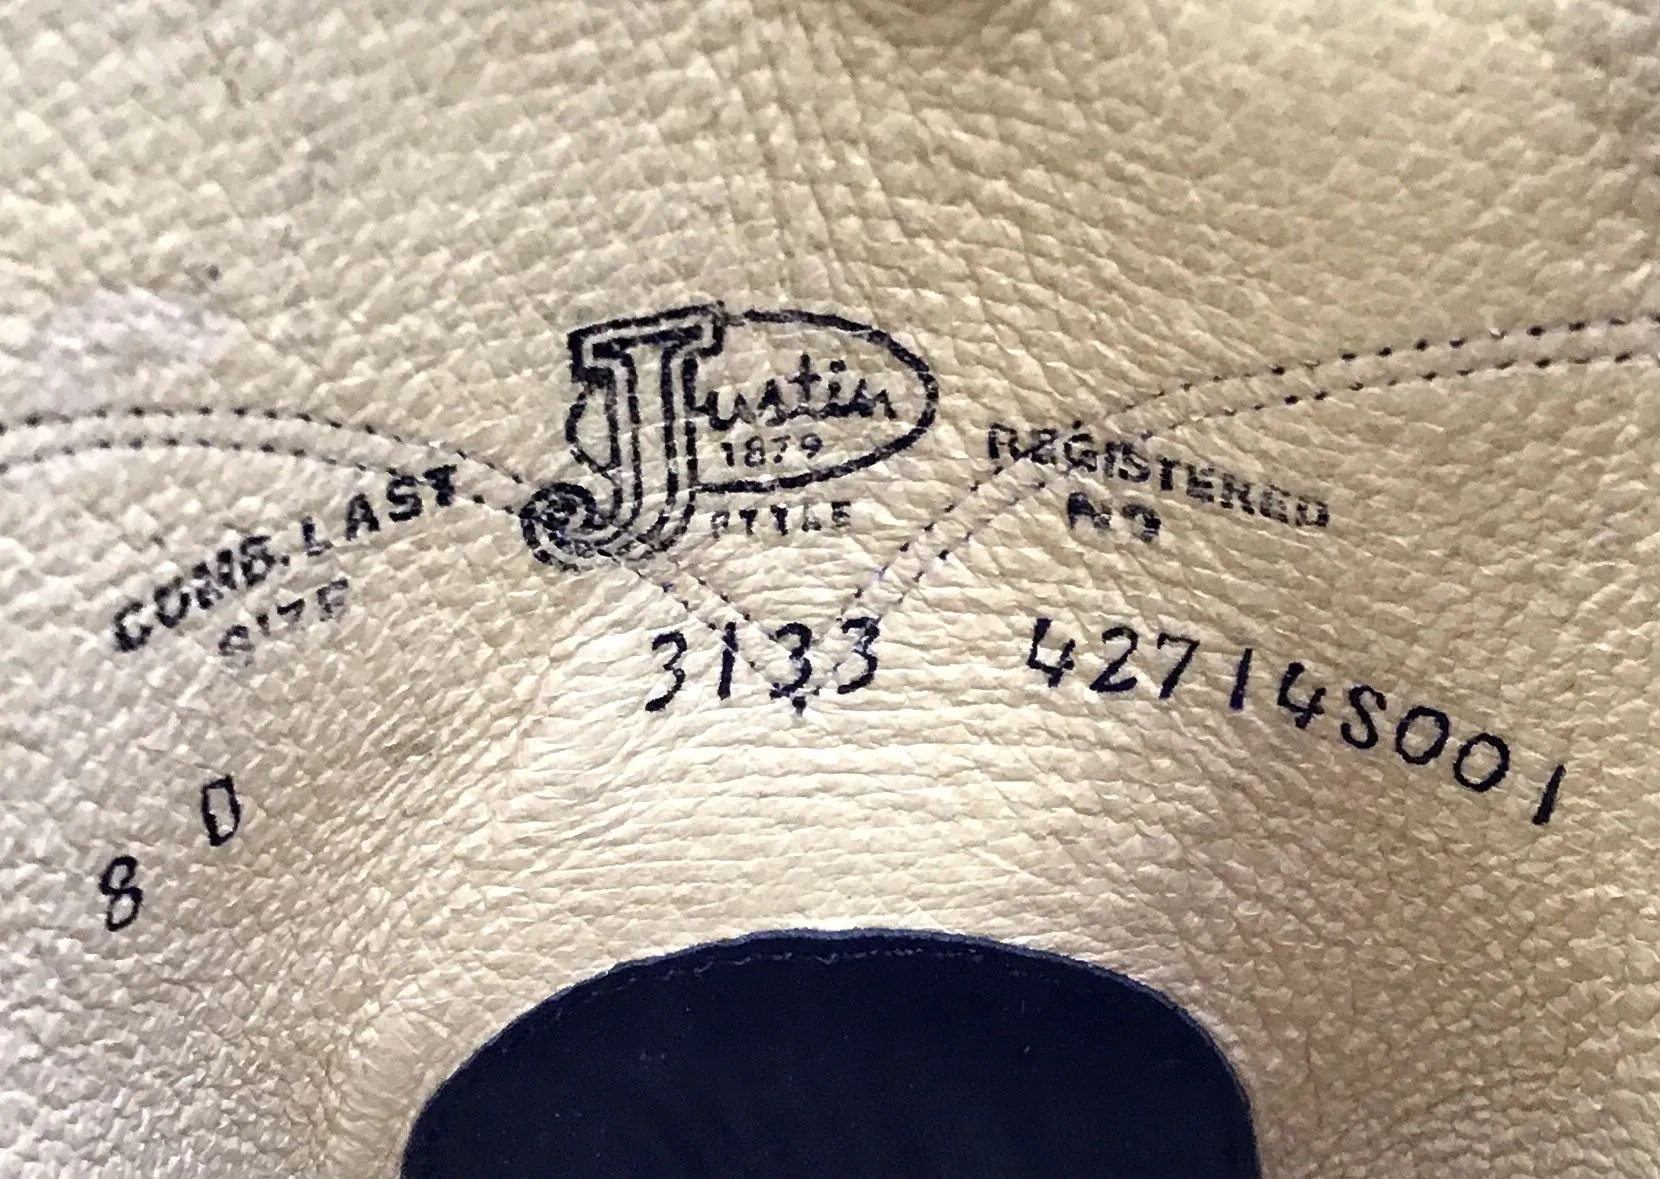 Justin
1879
COMB. LAST.
SIZE
STYLE
REGISTERED
NO
8 D
3133
42714S001